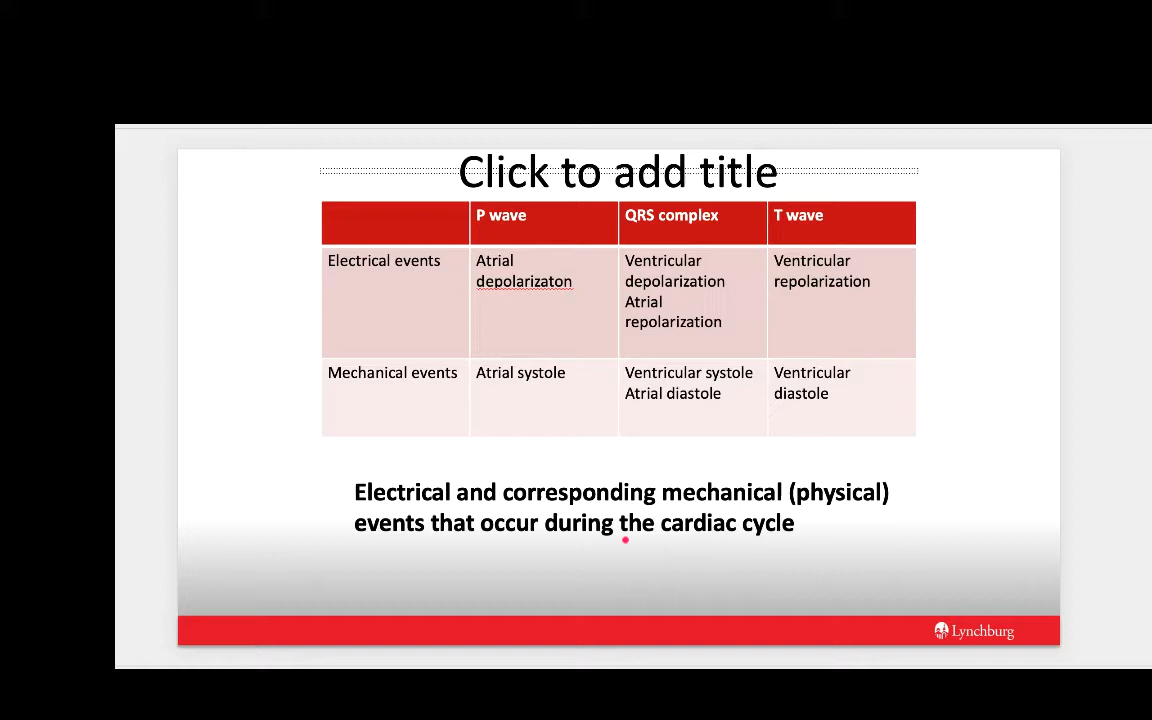 Click to add title
P wave QRS complex T wave
Electrical events Atrial depolarizaton Ventricular depolarization Atrial repolarization Ventricular repolarization
Mechanical events Atrial systole Ventricular systole Atrial diastole Ventricular diastole
Electrical and corresponding mechanical (physical)
events that occur during the cardiac cycle
Lynchburg